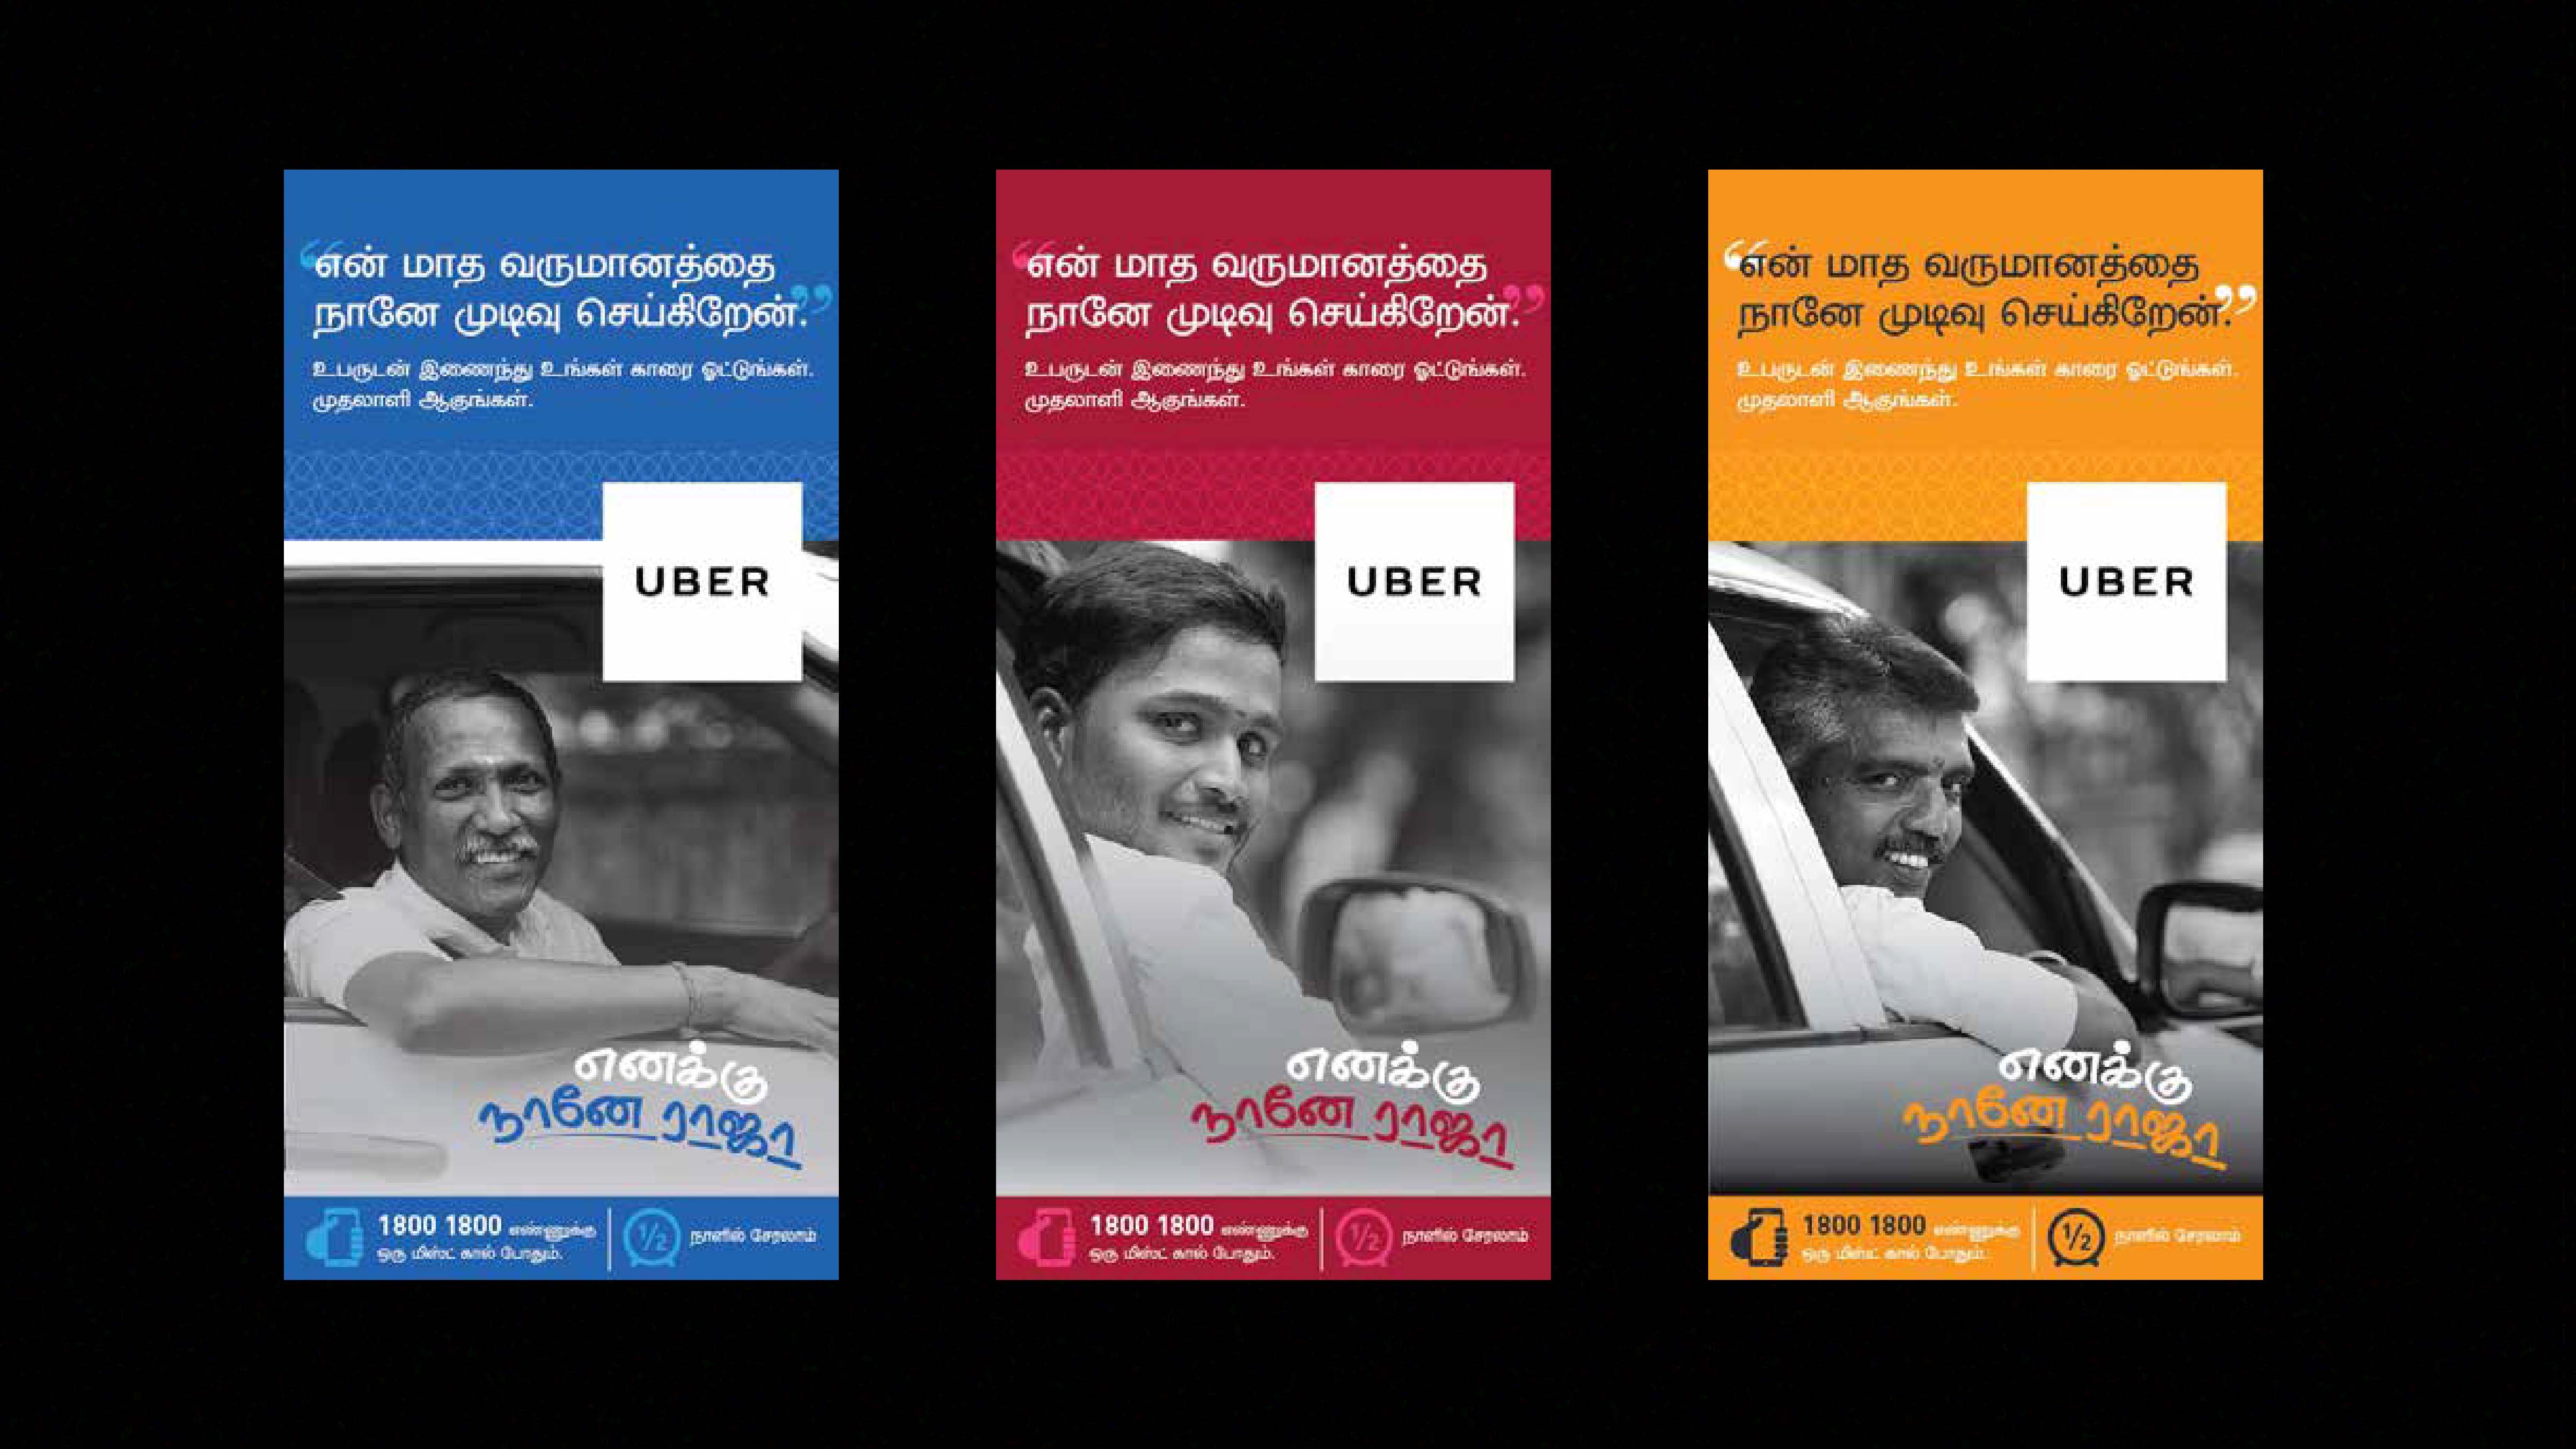 “என் மாத வருமானத்தை
நானே முடிவு செய்கிறேன்.”
உபருடன் இணைந்து உங்கள் காரை ஓட்டுங்கள்.
முதலாளி ஆகுங்கள்.
UBER
எனக்கு
நானே ராஜா
1800 1800 எண்ணுக்கு
ஒரு மிஸ்ட் கால் போதும்.
1/2 நாளில் சேரலாம்
“என் மாத வருமானத்தை
நானே முடிவு செய்கிறேன்.”
உபருடன் இணைந்து உங்கள் காரை ஓட்டுங்கள்.
முதலாளி ஆகுங்கள்.
UBER
எனக்கு
நானே ராஜா
1800 1800 எண்ணுக்கு
ஒரு மிஸ்ட் கால் போதும்.
1/2 நாளில் சேரலாம்
“என் மாத வருமானத்தை
நானே முடிவு செய்கிறேன்.”
உபருடன் இணைந்து உங்கள் காரை ஓட்டுங்கள்.
முதலாளி ஆகுங்கள்.
UBER
எனக்கு
நானே ராஜா
1800 1800 எண்ணுக்கு
ஒரு மிஸ்ட் கால் போதும்.
1/2 நாளில் சேரலாம்